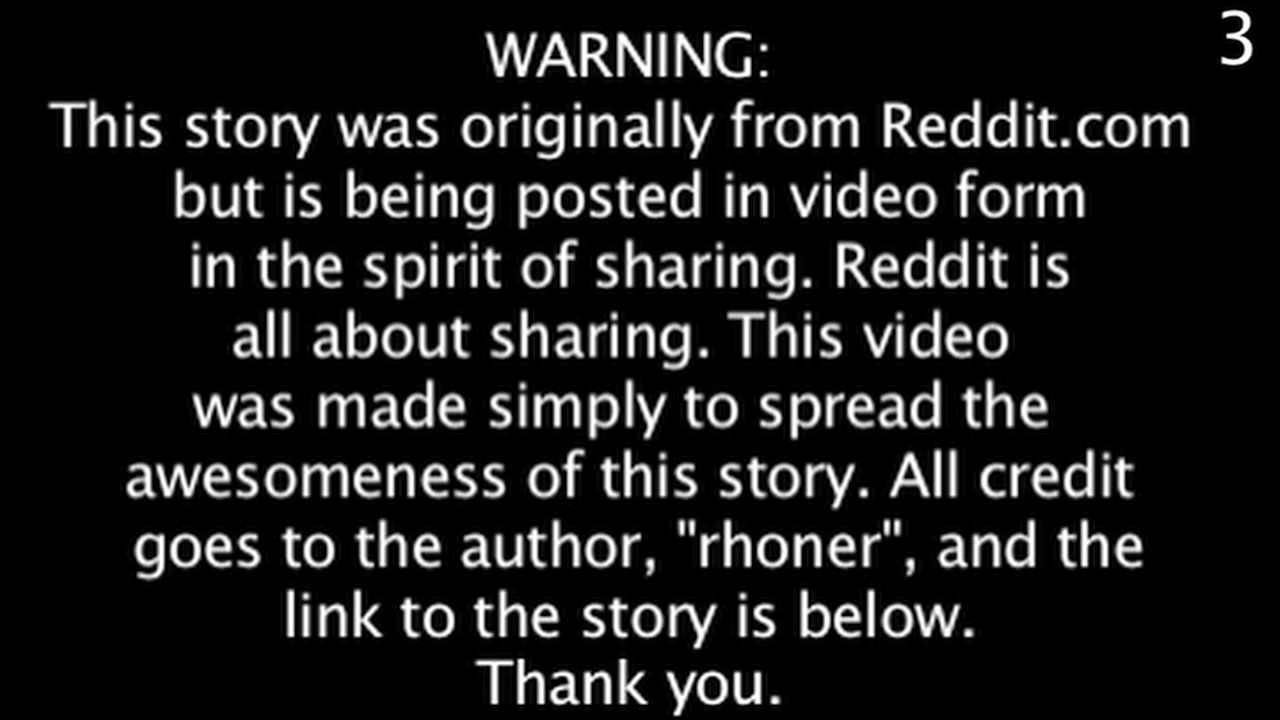 3
WARNING:
This story was originally from Reddit.com
but is being posted in video form
in the spirit of sharing. Reddit is
all about sharing. This video
was made simply to spread the
awesomeness of this story. All credit
goes to the author, "rhoner", and the
link to the story is below.
Thank you.